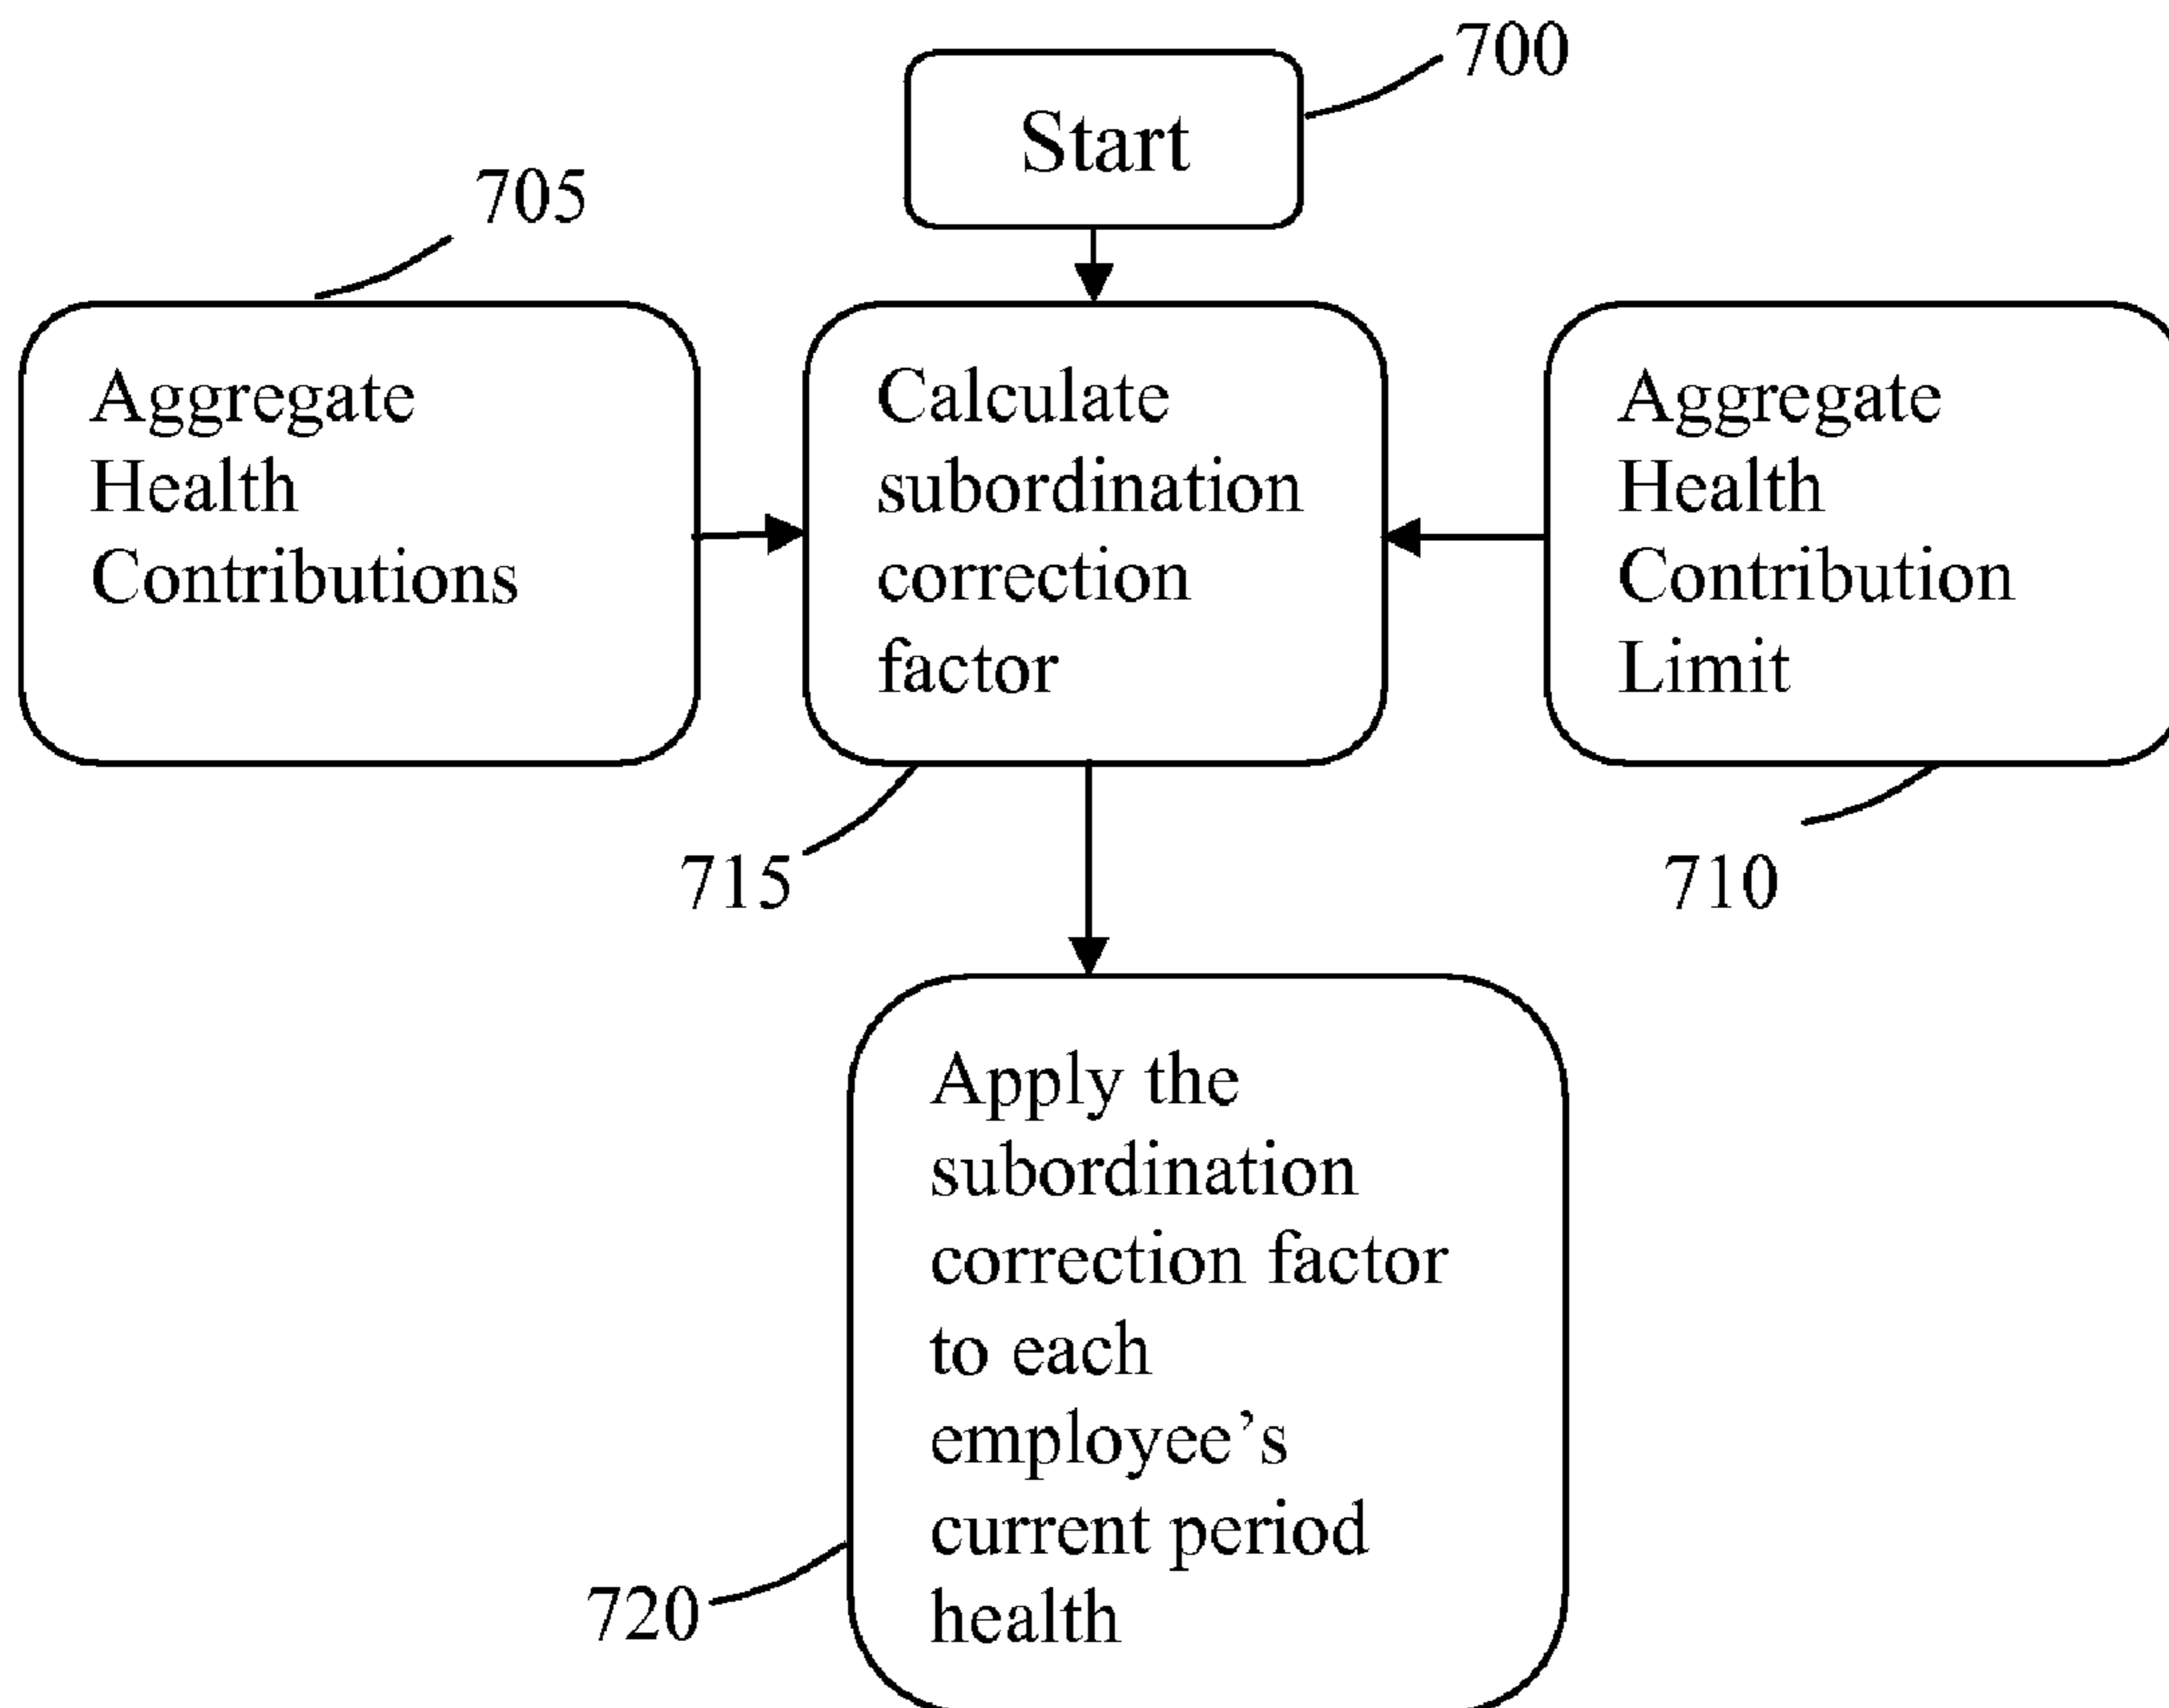 700
Start
705
Aggregate
Health
Contributions
Calculate
subordination
correction
factor
Aggregate
Health
Contribution
Limit
715
710
Apply the
subordination
correction factor
to each
employee’s
current period
health
720